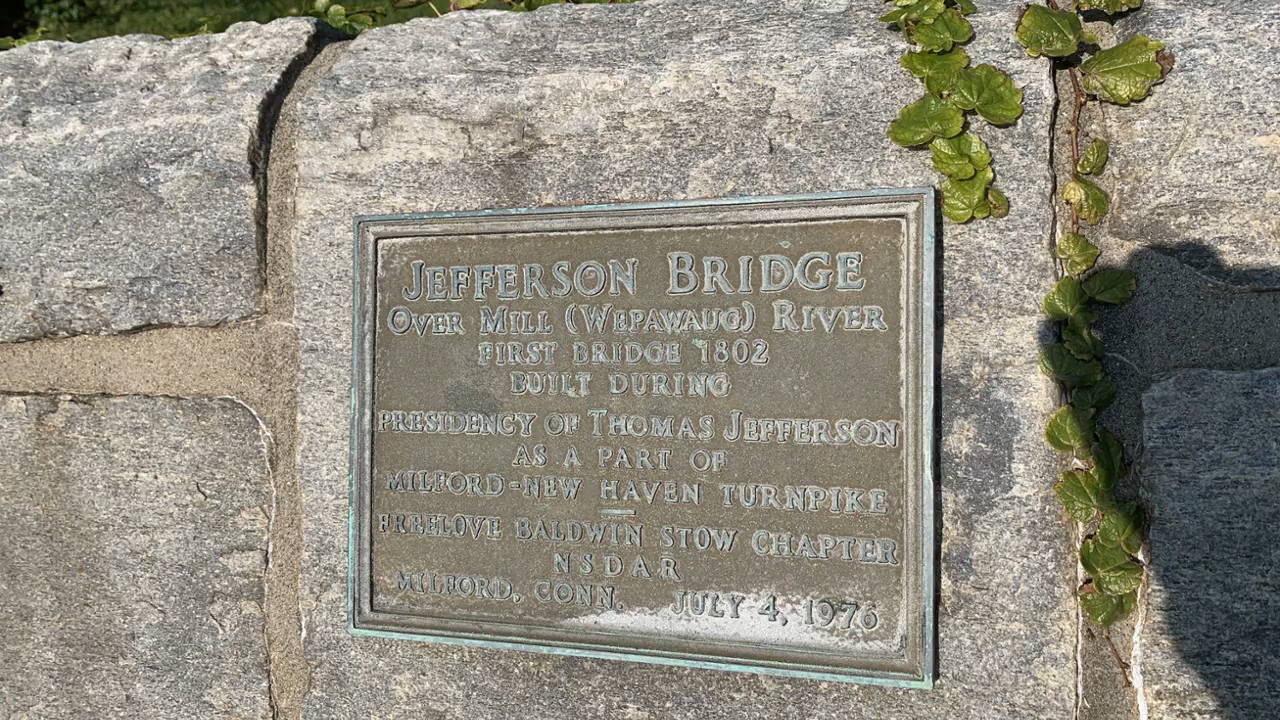 JEFFERSON BRIDGE
OVER MILL (WEPAWAUG) RIVER
FIRST BRIDGE 1802
BUILT DURING
PRESIDENCY OF THOMAS JEFFERSON
AS A PART OF
MILFORD-NEW HAVEN TURNPIKE
FREELOVE BALDWIN STOW CHAPTER
NSDAR
MILFORD, CONN. JULY 4, 1976